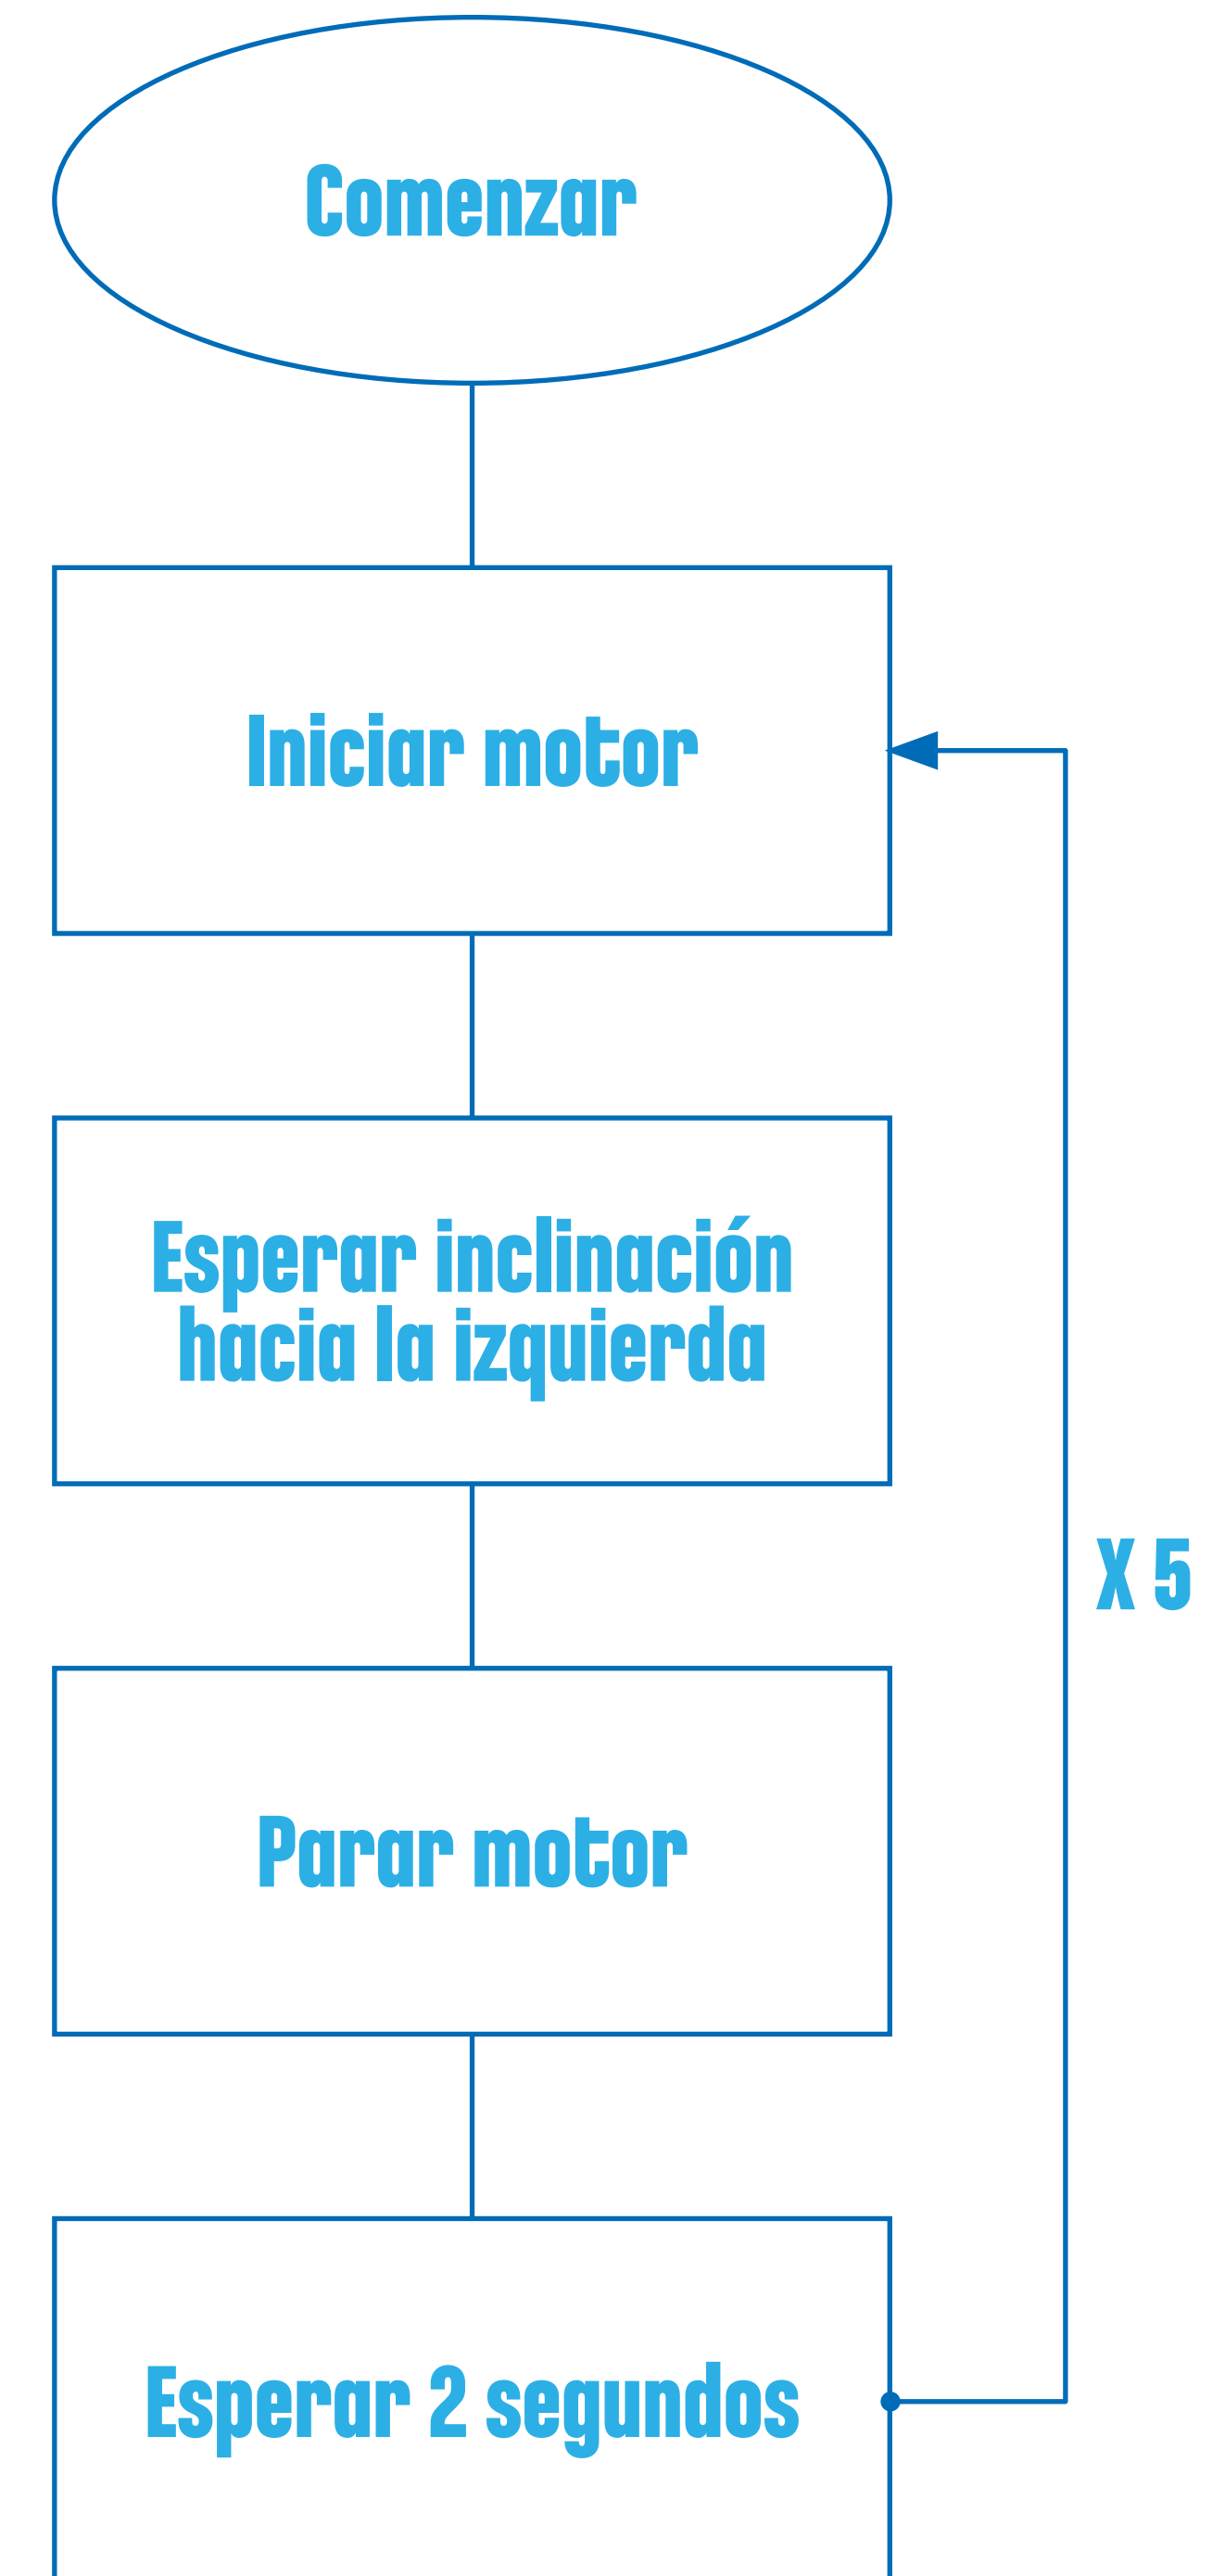 Comenzar
Iniciar motor
Esperar inclinación
hacia la izquierda
X 5
Parar motor
Esperar 2 segundos